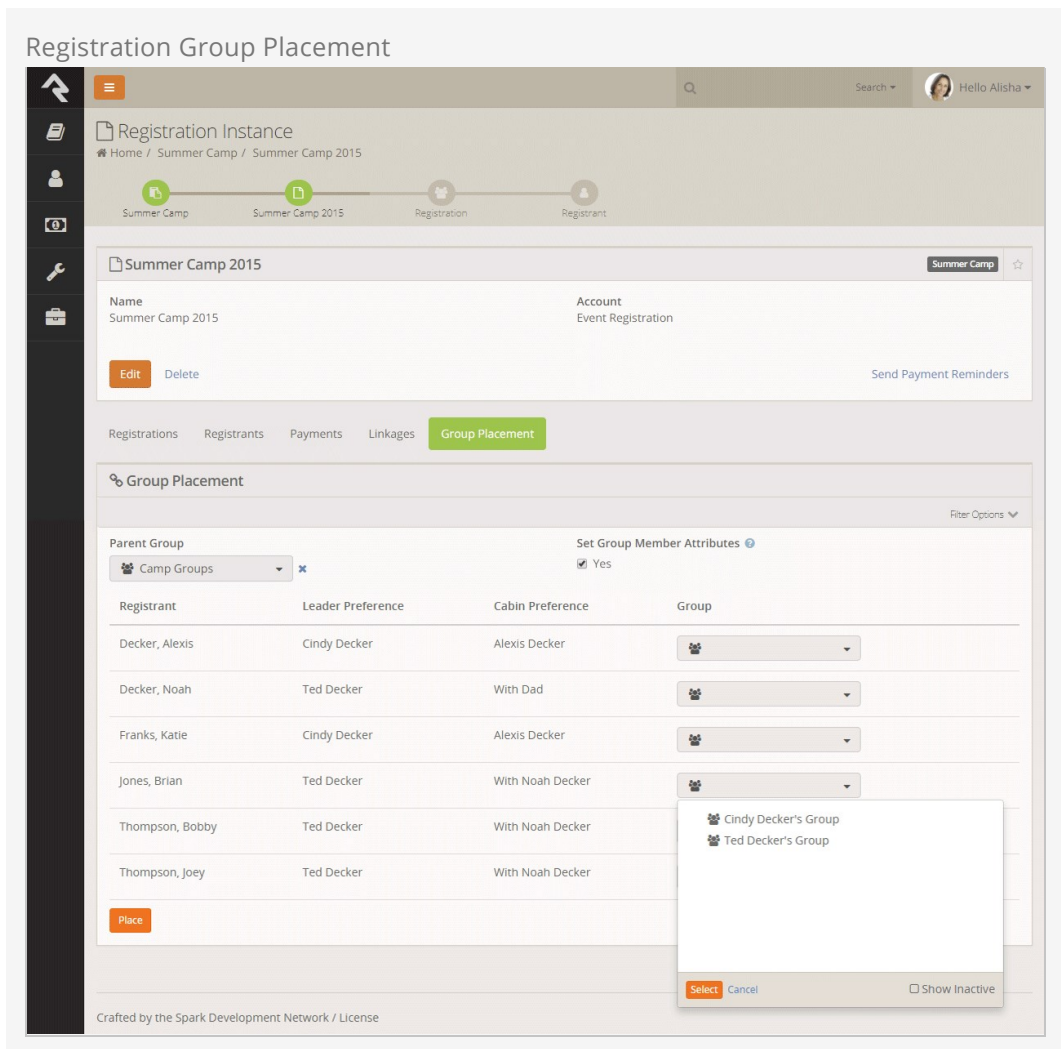 Registration Group Placement
Search
Hello Alisha
Registration Instance
Home / Summer Camp / Summer Camp 2015
Summer Camp
Summer Camp 2015
Registration
Registrant
Summer Camp 2015
Summer Camp
Name
Account
Summer Camp 2015
Event Registration
Edit
Delete
Send Payment Reminders
Registrations
Registrants
Payments
Linkages
Group Placement
Group Placement
Filter Options
Parent Group
Set Group Member Attributes
Camp Groups
Yes
Registrant
Leader Preference
Cabin Preference
Group
Decker, Alexis
Cindy Decker
Alexis Decker
Decker, Noah
Ted Decker
With Dad
Franks, Katie
Cindy Decker
Alexis Decker
Jones, Brian
Ted Decker
With Noah Decker
Thompson, Bobby
Ted Decker
With Noah Decker
Thompson, Joey
Ted Decker
With Noah Decker
Cindy Decker's Group
Ted Decker's Group
Place
Select
Cancel
Show Inactive
Crafted by the Spark Development Network / License